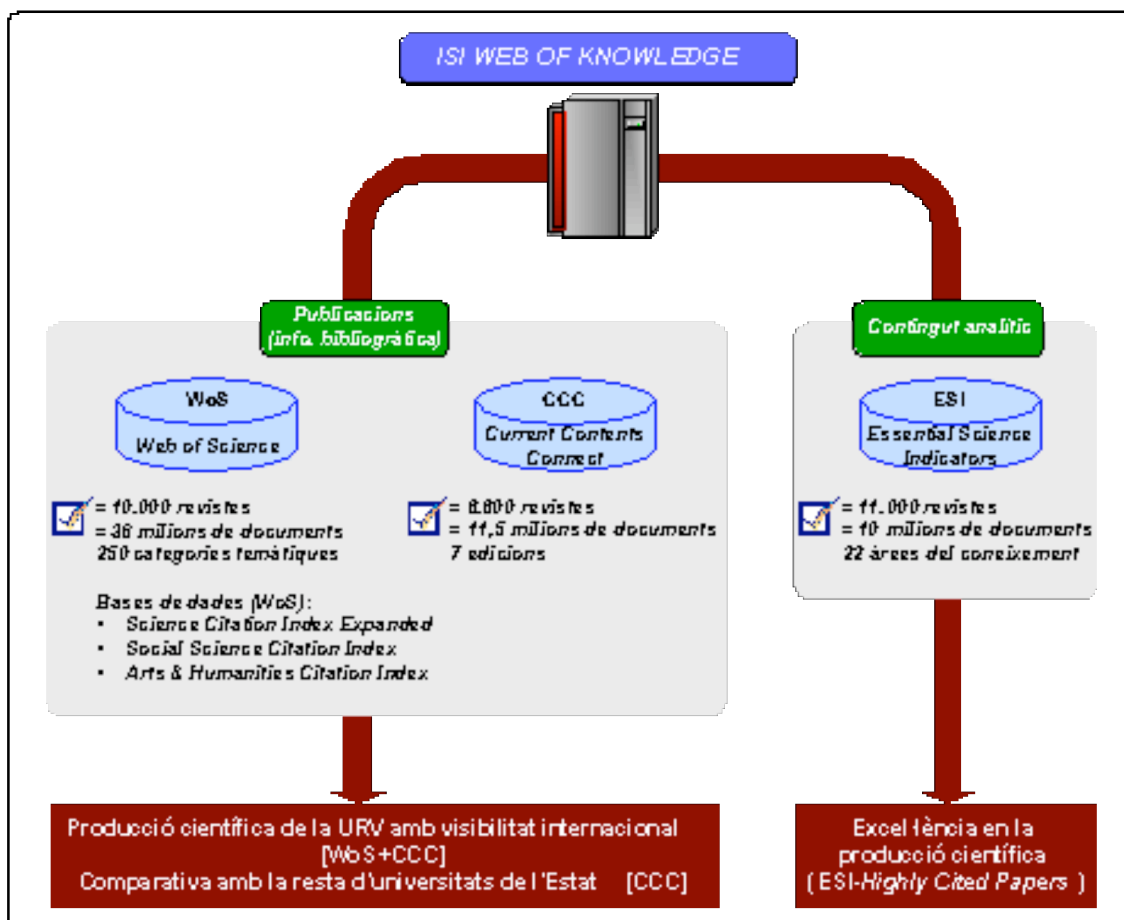 ISI WEB OF KNOWLEDGE
Publicacions
(info. bibliogràfica)
Contingut analític
WoS
Web of Science
CCC
Current Contents
Connect
ESI
Essential Science
Indicators
= 10.000 revistes
= 36 milions de documents
250 categories temàtiques
= 8.800 revistes
= 11,5 milions de documents
7 edicions
= 11.000 revistes
= 10 milions de documents
22 àrees del coneixement
Bases de dades (WoS):
• Science Citation Index Expanded
• Social Science Citation Index
• Arts & Humanities Citation Index
Producció científica de la URV amb visibilitat internacional
[WoS+CCC]
Comparativa amb la resta d'universitats de l'Estat [CCC]
Excel·lència en la
producció científica
( ESI-Highly Cited Papers )